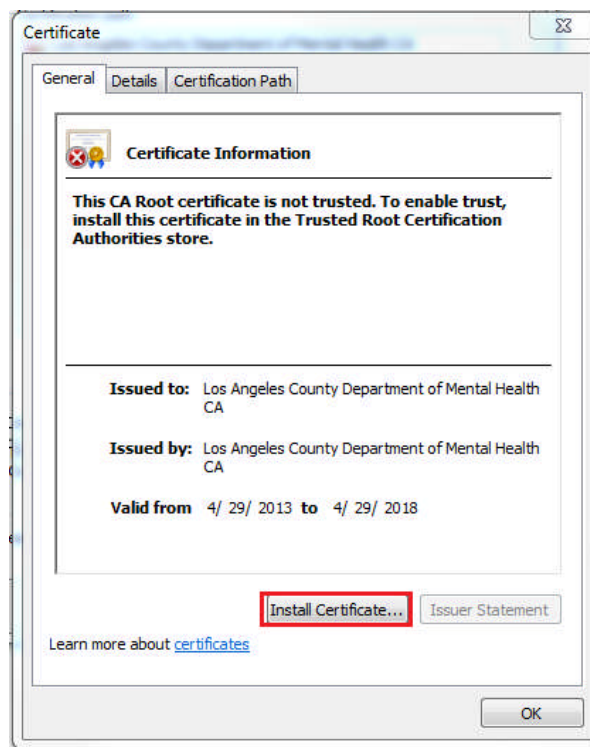 Certificate
General Details Certification Path
Certificate Information
This CA Root certificate is not trusted. To enable trust,
install this certificate in the Trusted Root Certification
Authorities store.
Issued to: Los Angeles County Department of Mental Health
CA
Issued by: Los Angeles County Department of Mental Health
CA
Valid from 4/ 29/ 2013 to 4/ 29/ 2018
Install Certificate... Issuer Statement
Learn more about certificates
OK